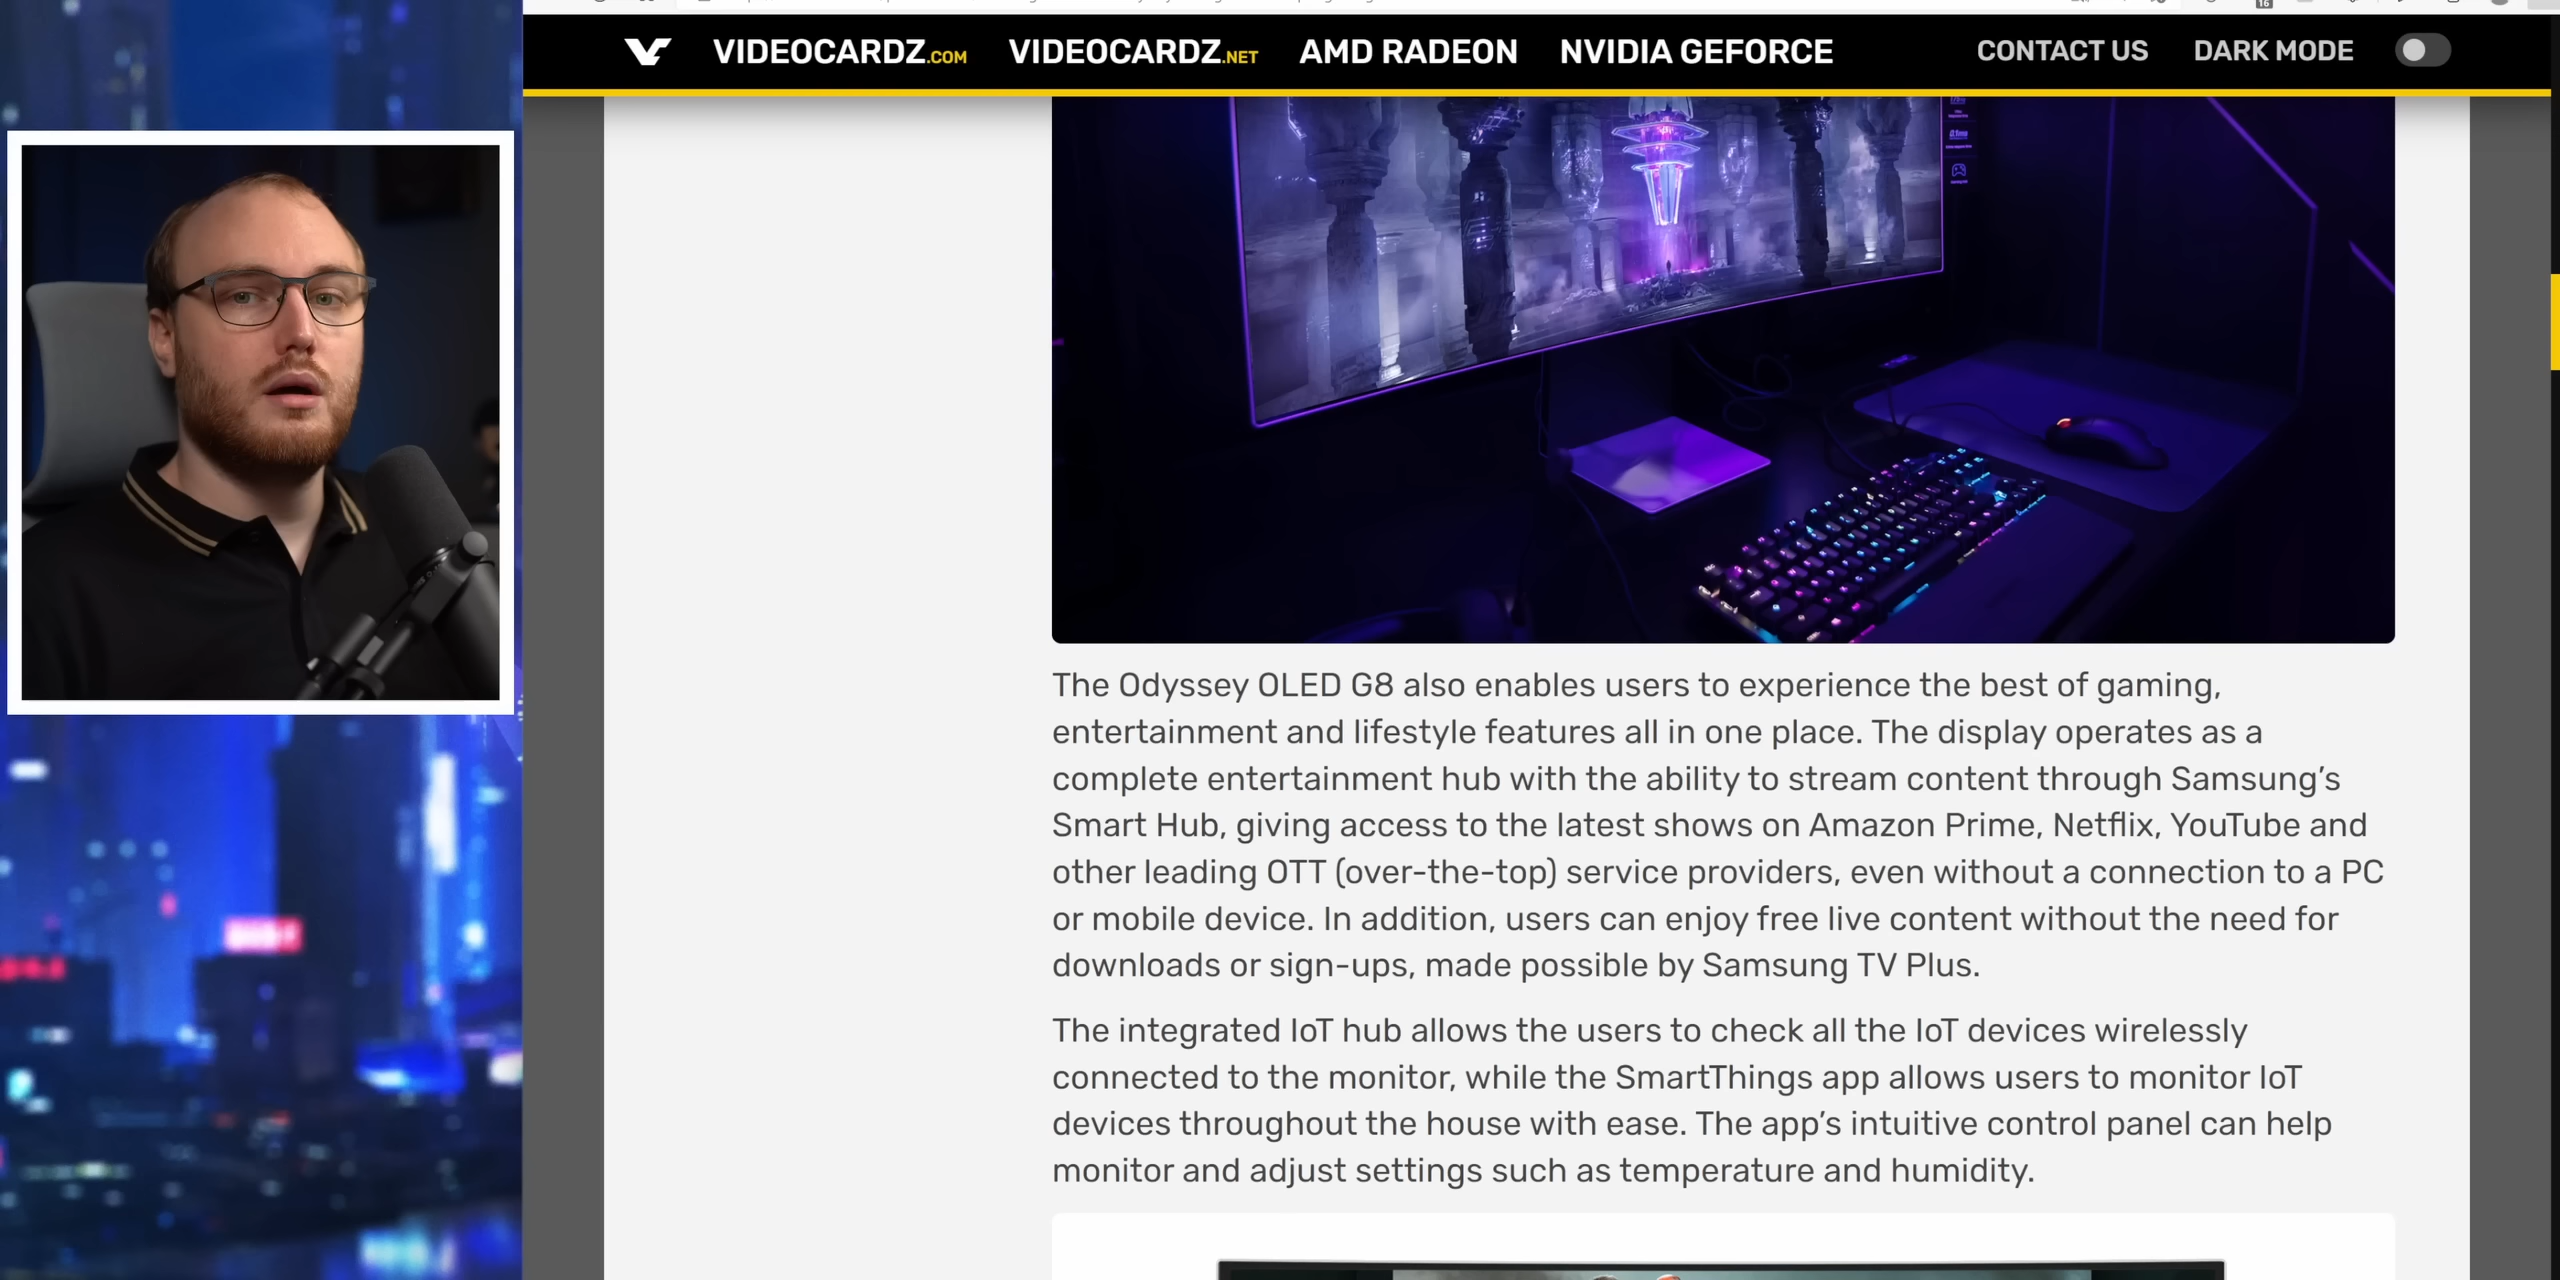 VIDEOCARDZ.COM VIDEOCARDZ.NET AMD RADEON NVIDIA GEFORCE CONTACT US DARK MODE
The Odyssey OLED G8 also enables users to experience the best of gaming,
entertainment and lifestyle features all in one place. The display operates as a
complete entertainment hub with the ability to stream content through Samsung’s
Smart Hub, giving access to the latest shows on Amazon Prime, Netflix, YouTube and
other leading OTT (over-the-top) service providers, even without a connection to a PC
or mobile device. In addition, users can enjoy free live content without the need for
downloads or sign-ups, made possible by Samsung TV Plus.
The integrated IoT hub allows the users to check all the IoT devices wirelessly
connected to the monitor, while the SmartThings app allows users to monitor IoT
devices throughout the house with ease. The app’s intuitive control panel can help
monitor and adjust settings such as temperature and humidity.